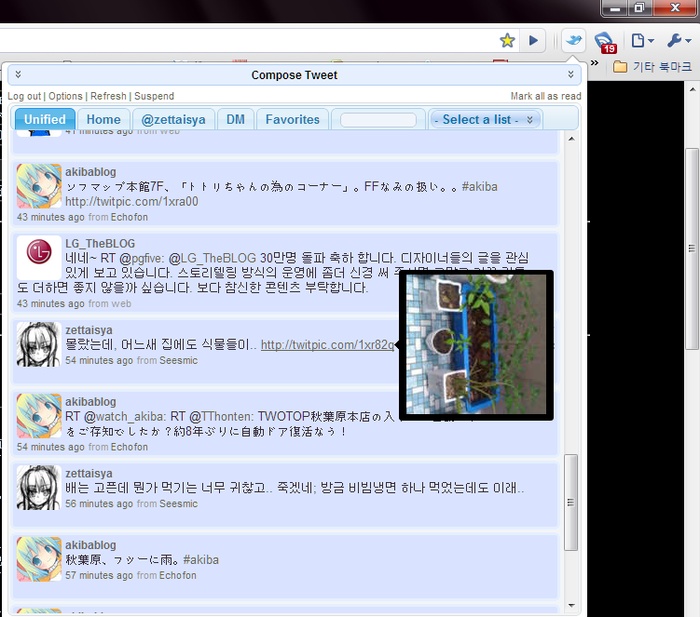 19
»
기타 북마크
Compose Tweet
Log out | Options | Refresh | Suspend
Mark all as read
Unified Home @zettaisya DM Favorites - Select a list -
47 minutes ago from web
akibablog
ソフマップ本館7F、「トトリちゃんの為のコーナー」。FFなみの扱い。。#akiba
http://twitpic.com/1xra00
43 minutes ago from Echofon
LG_TheBLOG
네네~ RT @pgfive: @LG_TheBLOG 30만명 돌파 축하 합니다. 디자이너들의 글을 관심
있게 보고 있습니다. 스토리텔링 방식의 운영에 좀더 신경 써
도 더하면 좋지 않을까 싶습니다. 보다 참신한 콘텐츠 부탁합니다.
43 minutes ago from web
zettaisya
몰랐는데, 어느새 집에도 식물들이.. http://twitpic.com/1xr82q
54 minutes ago from Seesmic
akibablog
RT @watch_akiba: RT @TThonten: TWOTOP秋葉原本店の入
をご存知でしたか？約8年ぶりに自動ドア復活なう！
54 minutes ago from Echofon
zettaisya
배는 고픈데 뭔가 먹기는 너무 귀찮고.. 죽겠네; 방금 비빔냉면 하나 먹었는데도 이래..
56 minutes ago from Seesmic
akibablog
秋葉原、フツーに雨。#akiba
57 minutes ago from Echofon